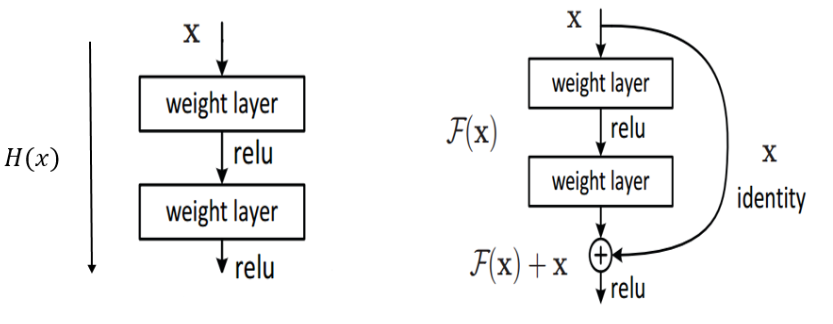 x
weight layer
relu
H(x)
weight layer
relu
x
weight layer
F(x)
relu
x
identity
weight layer
F(x) + x
+
relu